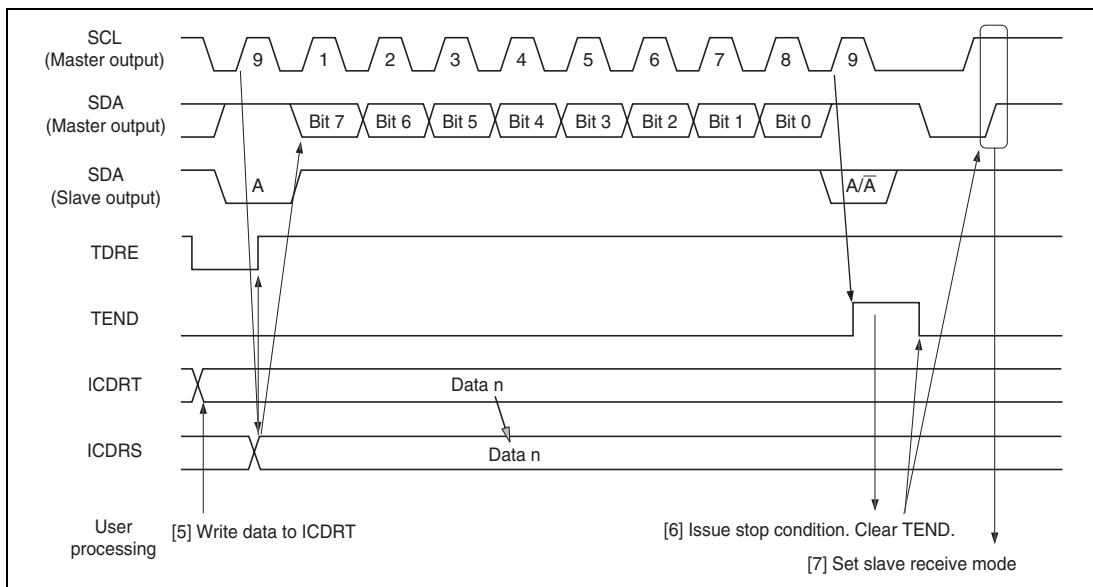 SCL
(Master output)
9 1 2 3 4 5 6 7 8 9
SDA
(Master output)
Bit 7 Bit 6 Bit 5 Bit 4 Bit 3 Bit 2 Bit 1 Bit 0
SDA
(Slave output)
A A/A̅
TDRE
TEND
ICDRT
Data n
ICDRS
Data n
User
processing
[5] Write data to ICDRT
[6] Issue stop condition. Clear TEND.
[7] Set slave receive mode